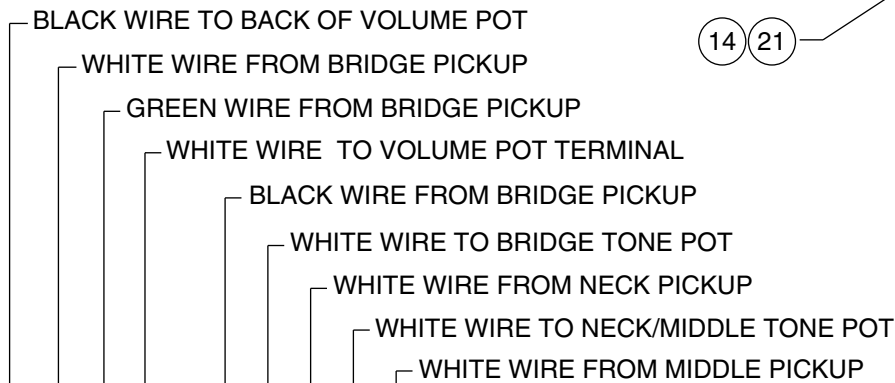 BLACK WIRE TO BACK OF VOLUME POT
14 21
WHITE WIRE FROM BRIDGE PICKUP
GREEN WIRE FROM BRIDGE PICKUP
WHITE WIRE TO VOLUME POT TERMINAL
BLACK WIRE FROM BRIDGE PICKUP
WHITE WIRE TO BRIDGE TONE POT
WHITE WIRE FROM NECK PICKUP
WHITE WIRE TO NECK/MIDDLE TONE POT
WHITE WIRE FROM MIDDLE PICKUP